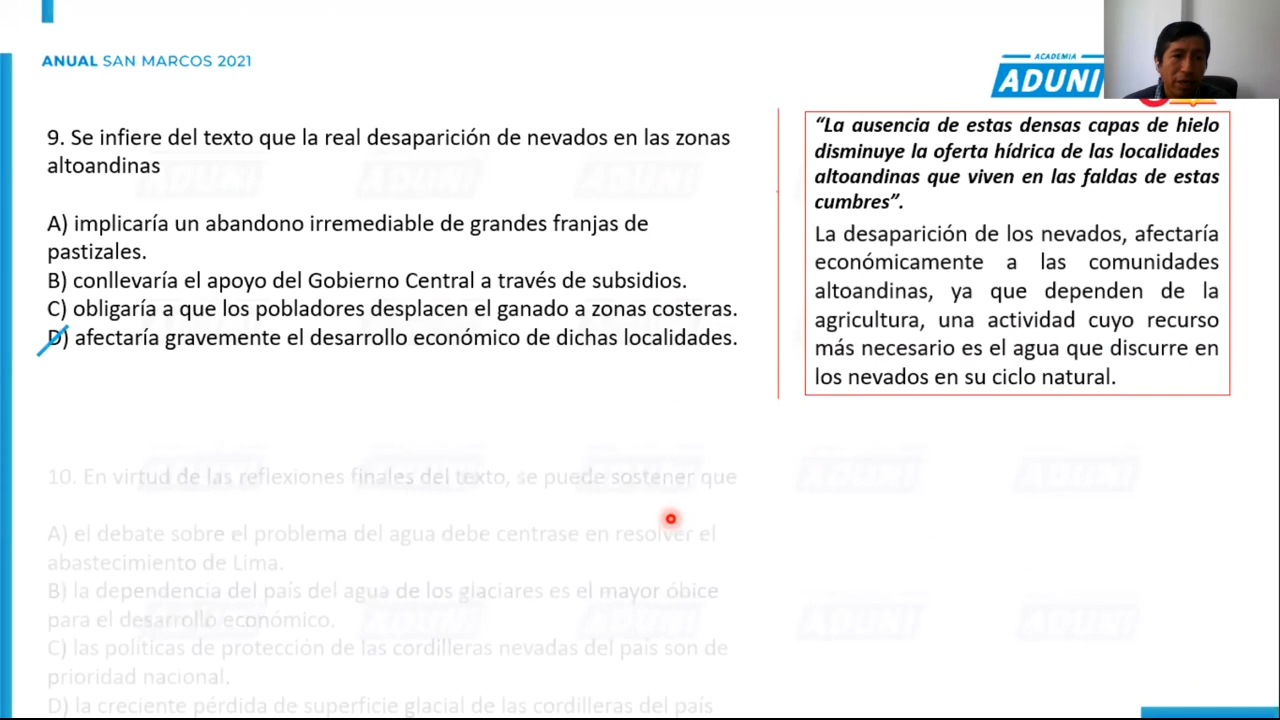 ANUAL SAN MARCOS 2021
ACADEMIA
ADUNI
9. Se infiere del texto que la real desaparición de nevados en las zonas
altoandinas
A) implicaría un abandono irremediable de grandes franjas de
pastizales.
B) conllevaría el apoyo del Gobierno Central a través de subsidios.
C) obligaría a que los pobladores desplacen el ganado a zonas costeras.
D) afectaría gravemente el desarrollo económico de dichas localidades.
“La ausencia de estas densas capas de hielo
disminuye la oferta hídrica de las localidades
altoandinas que viven en las faldas de estas
cumbres”.
La desaparición de los nevados, afectaría
económicamente a las comunidades
altoandinas, ya que dependen de la
agricultura, una actividad cuyo recurso
más necesario es el agua que discurre en
los nevados en su ciclo natural.
10. En virtud de las reflexiones finales del texto, se puede sostener que
A) el debate sobre el problema del agua debe centrase en resolver el
abastecimiento de Lima.
B) la dependencia del país del agua de los glaciares es el mayor óbice
para el desarrollo económico.
C) las políticas de protección de las cordilleras nevadas del país son de
prioridad nacional.
D) la creciente pérdida de superficie glacial de las cordilleras del país